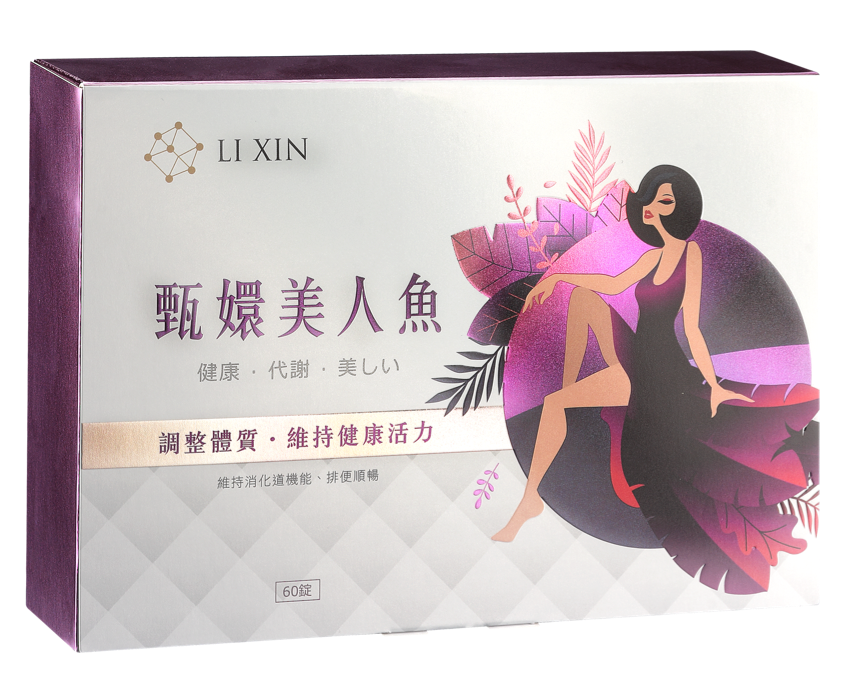 LI XIN
甄嬛美人魚
健康・代謝・美しい
調整體質・維持健康活力
維持消化道機能、排便順暢
60錠